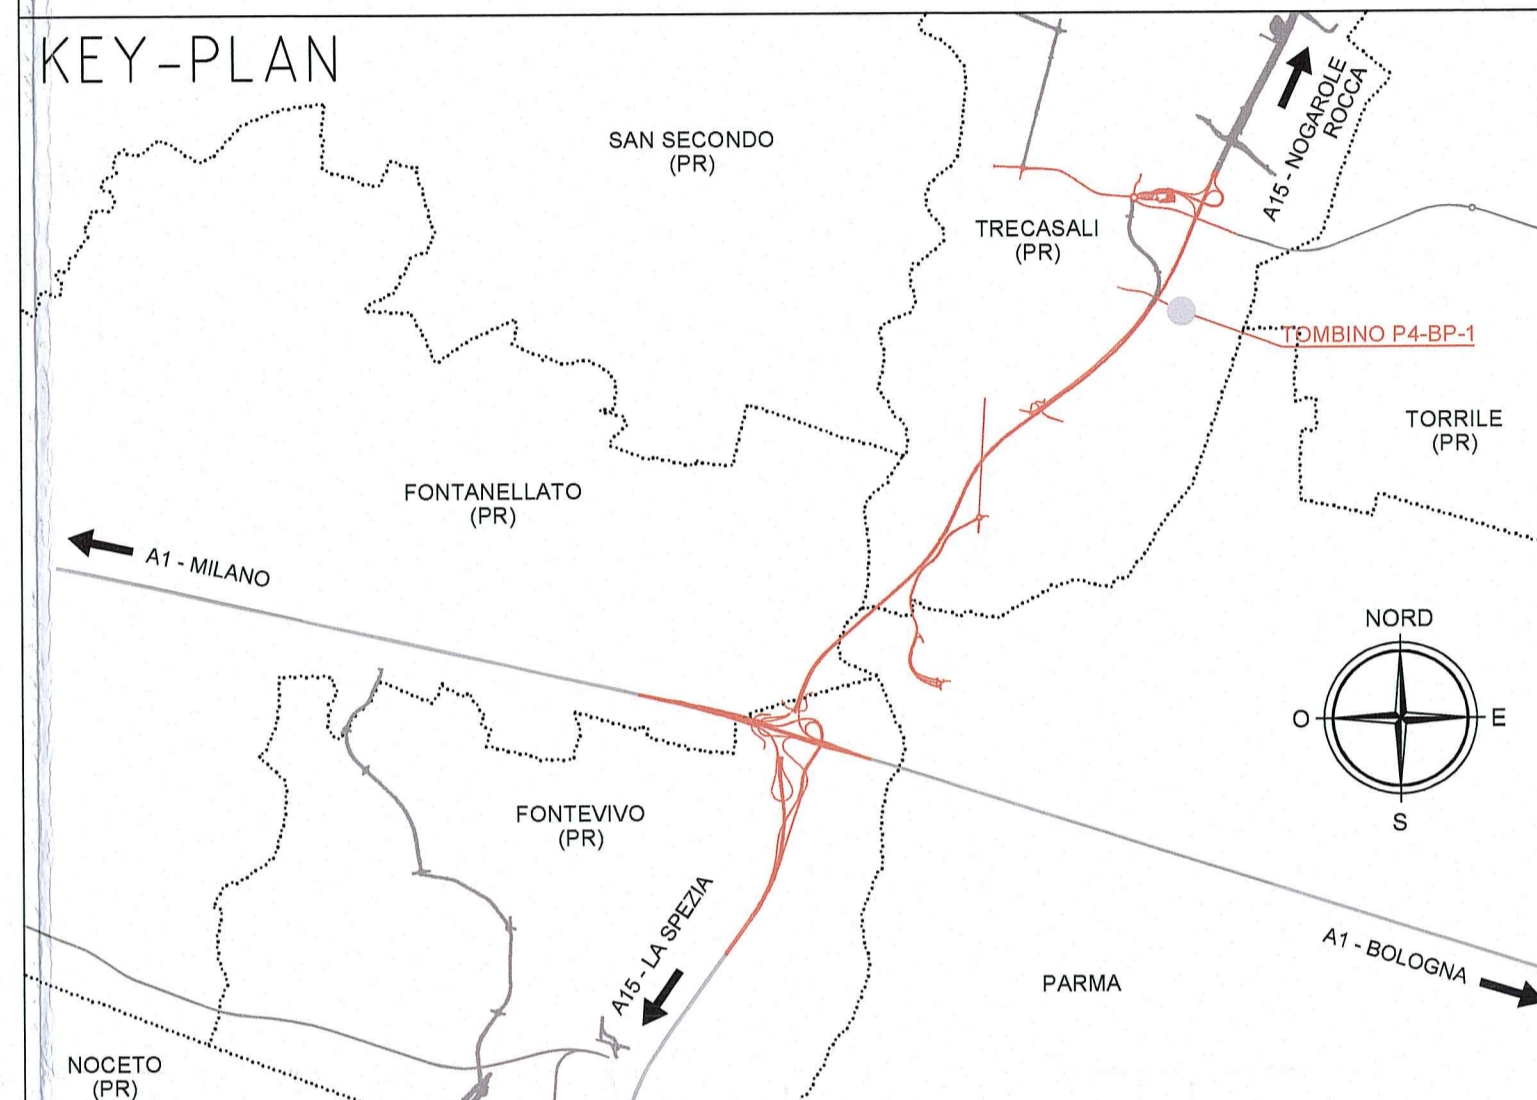 KEY-PLAN
SAN SECONDO
(PR)
A15 - NOGAROLE
ROCCA
TRECASALI
(PR)
TOMBINO P4-BP-1
TORRILE
(PR)
FONTANELLATO
(PR)
A1 - MILANO
NORD
O
E
S
FONTEVIVO
(PR)
A15 - LA SPEZIA
A1 - BOLOGNA
PARMA
NOCETO
(PR)